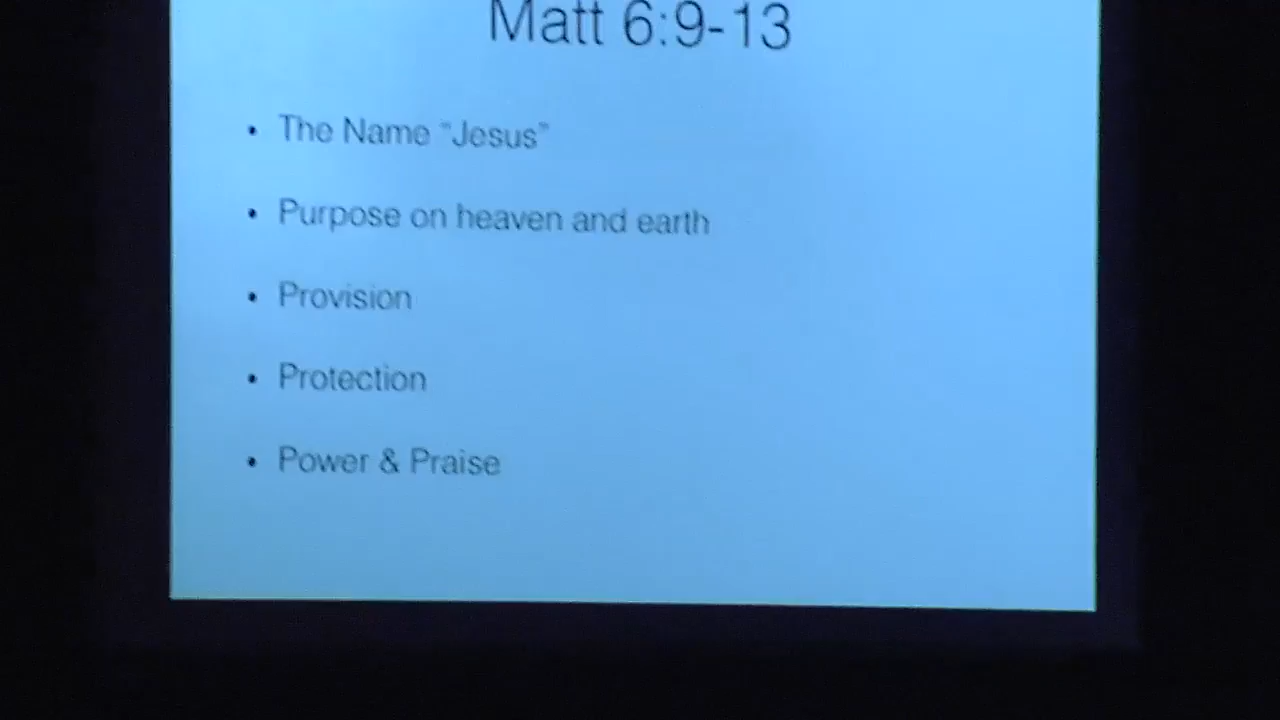 Matt 6:9-13
• The Name "Jesus"
• Purpose on heaven and earth
• Provision
• Protection
• Power & Praise